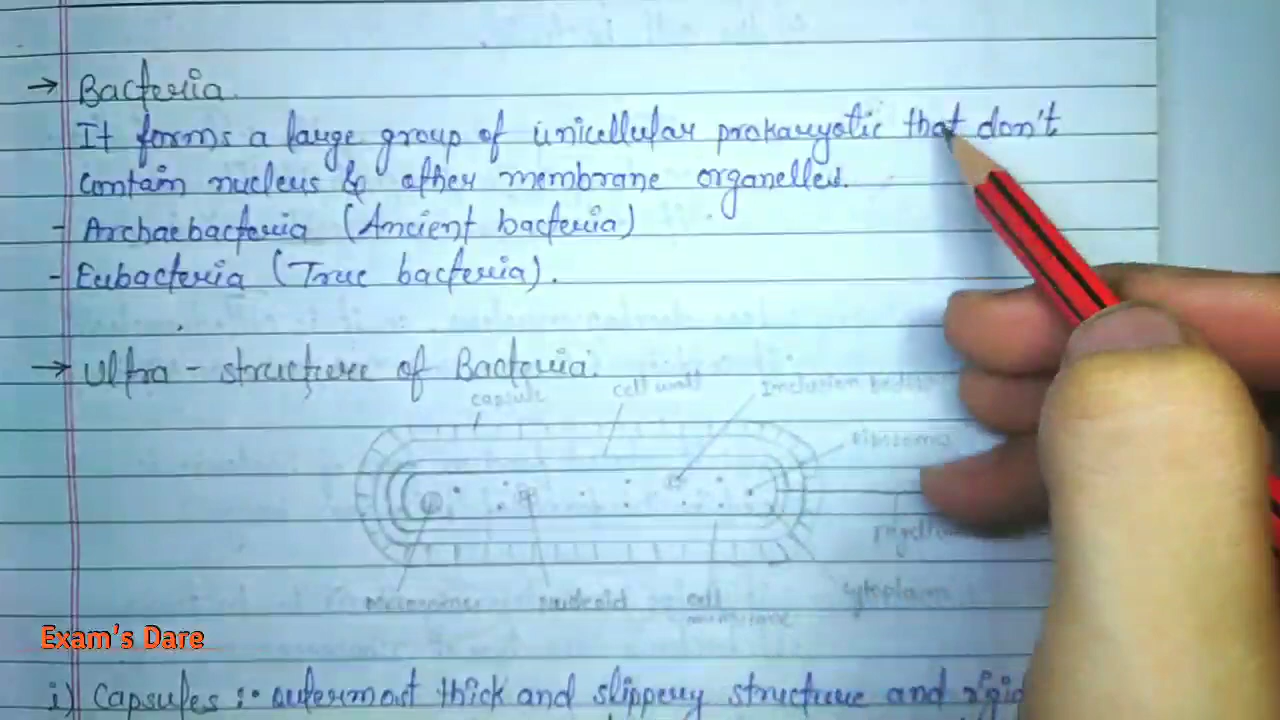 → Bacteria.
It forms a large group of unicellular prokaryotic that don't
contain nucleus & other membrane organelles.
- Archaebacteria (Ancient bacteria)
- Eubacteria (True bacteria).
→ Ultra - structure of Bacteria.
capsule
cell wall
Inclusion bodies
Ribosome
Mesosome
nucleoid
cell
membrane
cytoplasm
Exam's Dare
i) Capsules :- outermost thick and slippery structure and rigid